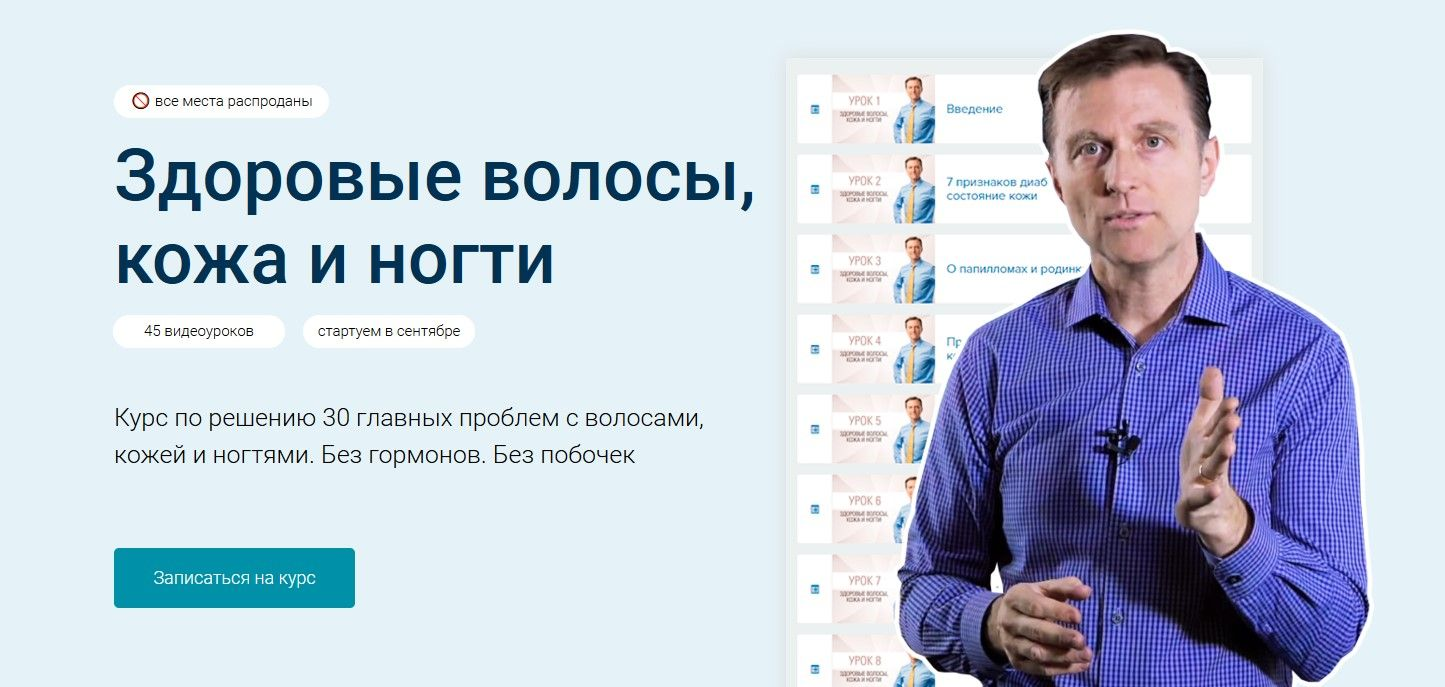 все места распроданы
Здоровые волосы,
кожа и ногти
45 видеоуроков
стартуем в сентябре
Курс по решению 30 главных проблем с волосами,
кожей и ногтями. Без гормонов. Без побочек
Записаться на курс
УРОК 1
ЗДОРОВЫЕ ВОЛОСЫ,
КОЖА И НОГТИ
Введение
УРОК 2
ЗДОРОВЫЕ ВОЛОСЫ,
КОЖА И НОГТИ
7 признаков диаб
состояние кожи
УРОК 3
ЗДОРОВЫЕ ВОЛОСЫ,
КОЖА И НОГТИ
О папилломах и родинк
УРОК 4
ЗДОРОВЫЕ ВОЛОСЫ,
КОЖА И НОГТИ
Пр
УРОК 5
ЗДОРОВЫЕ ВОЛОСЫ,
КОЖА И НОГТИ
УРОК 6
ЗДОРОВЫЕ ВОЛОСЫ,
КОЖА И НОГТИ
УРОК 7
ЗДОРОВЫЕ ВОЛОСЫ,
КОЖА И НОГТИ
УРОК 8
ЗДОРОВЫЕ ВОЛОСЫ,
КОЖА И НОГТИ